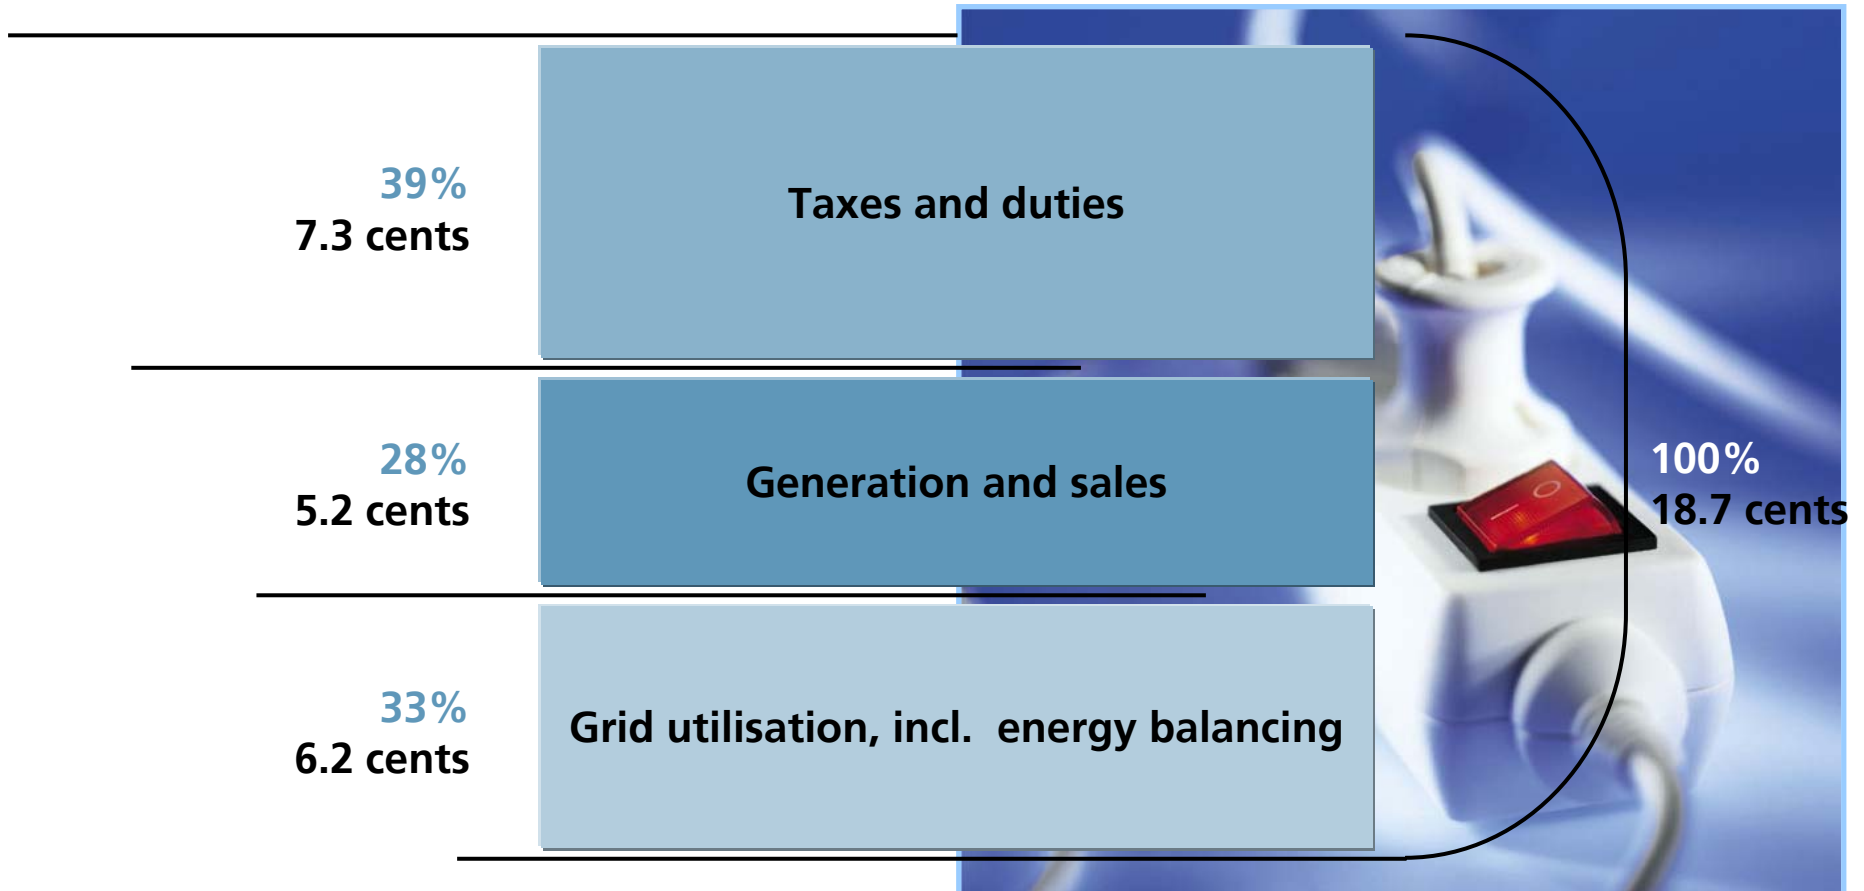 39%
7.3 cents
Taxes and duties
28%
5.2 cents
Generation and sales
100%
18.7 cents
33%
6.2 cents
Grid utilisation, incl.  energy balancing